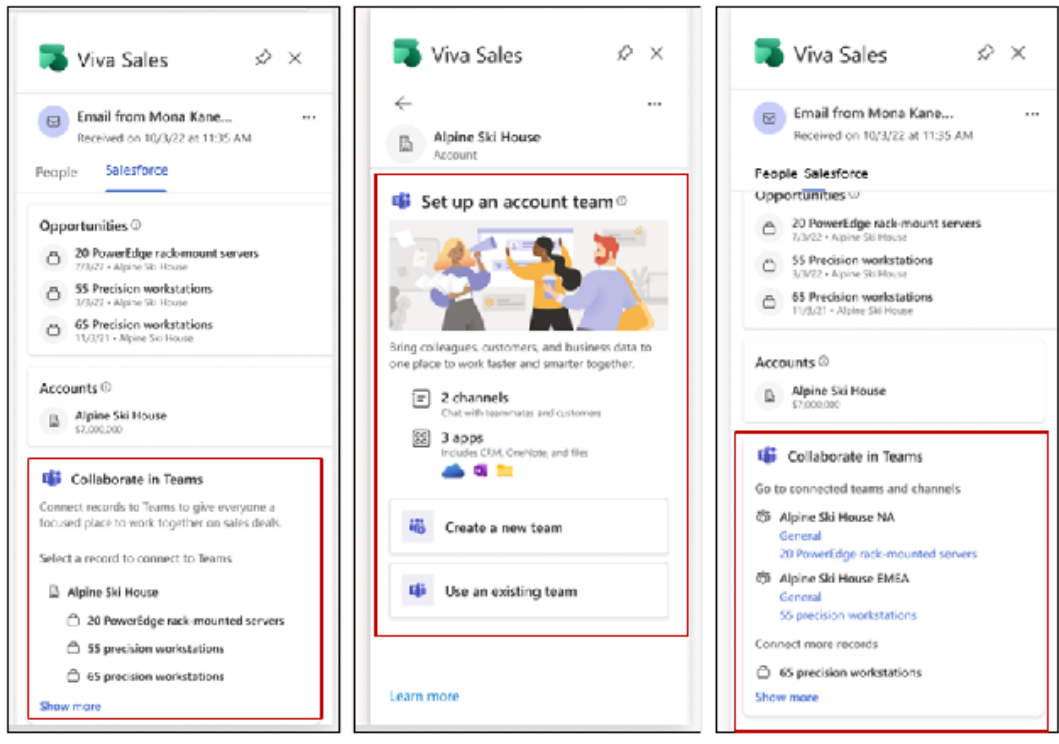 Viva Sales
Email from Mona Kane...
Received on 10/3/22 at 11:35 AM
People Salesforce
Opportunities
20 PowerEdge rack-mount servers
7/3/22 • Alpine Ski House
55 Precision workstations
3/3/22 • Alpine Ski House
65 Precision workstations
11/3/21 • Alpine Ski House
Accounts
Alpine Ski House
$7,000,000
Collaborate in Teams
Connect records to Teams to give everyone a
focused place to work together on sales deals.
Select a record to connect to Teams
Alpine Ski House
20 PowerEdge rack-mounted servers
55 precision workstations
65 precision workstations
Show more
Viva Sales
Alpine Ski House
Account
Set up an account team
Bring colleagues, customers, and business data to
one place to work faster and smarter together.
2 channels
Chat with teammates and customers
3 apps
Includes CRM, OneNote, and files
Create a new team
Use an existing team
Learn more
Viva Sales
Email from Mona Kane...
Received on 10/3/22 at 11:35 AM
People Salesforce
Opportunities
20 PowerEdge rack-mount servers
7/3/22 • Alpine Ski House
55 Precision workstations
3/3/22 • Alpine Ski House
65 Precision workstations
11/3/21 • Alpine Ski House
Accounts
Alpine Ski House
$7,000,000
Collaborate in Teams
Go to connected teams and channels
Alpine Ski House NA
General
20 PowerEdge rack-mounted servers
Alpine Ski House EMEA
General
55 precision workstations
Connect more records
65 precision workstations
Show more